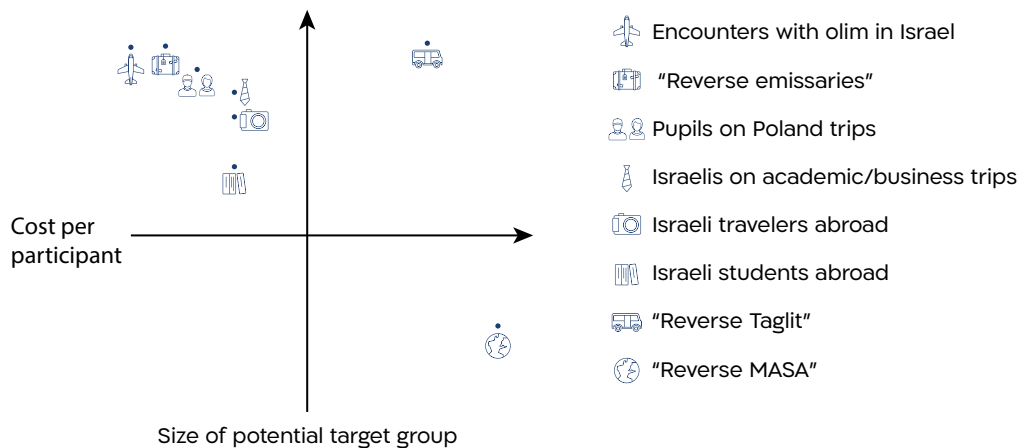 Encounters with olim in Israel
“Reverse emissaries”
Pupils on Poland trips
Israelis on academic/business trips
Israeli travelers abroad
Israeli students abroad
“Reverse Taglit”
“Reverse MASA”
Cost per
participant
Size of potential target group